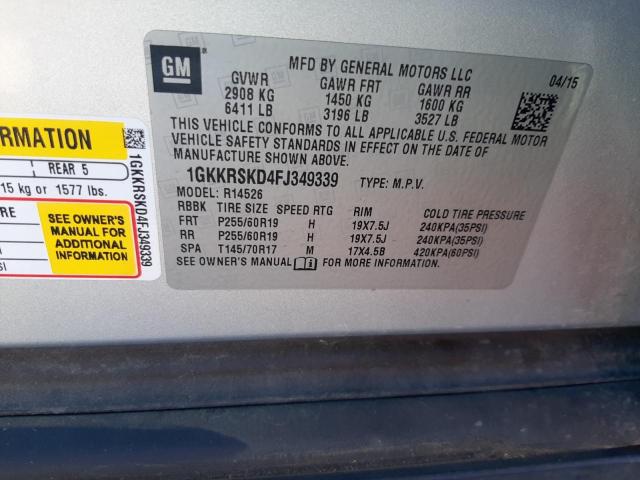 GM
MFD BY GENERAL MOTORS LLC
04/15
GVWR GAWR FRT GAWR RR
2908 KG 1450 KG 1600 KG
6411 LB 3196 LB 3527 LB
THIS VEHICLE CONFORMS TO ALL APPLICABLE U.S. FEDERAL MOTOR
VEHICLE SAFETY STANDARDS IN EFFECT ON THE DATE OF
MANUFACTURE SHOWN ABOVE.
1GKKRSKD4FJ349339 TYPE: M.P.V.
MODEL: R14526
RBBK TIRE SIZE SPEED RTG RIM COLD TIRE PRESSURE
FRT P255/60R19 H 19X7.5J 240KPA(35PSI)
RR P255/60R19 H 19X7.5J 240KPA(35PSI)
SPA T145/70R17 M 17X4.5B 420KPA(60PSI)
SEE OWNER'S MANUAL FOR MORE INFORMATION.
REAR 5
15 kg or 1577 lbs.
SEE OWNER'S
MANUAL FOR
ADDITIONAL
INFORMATION
1GKKRSKD4FJ349339